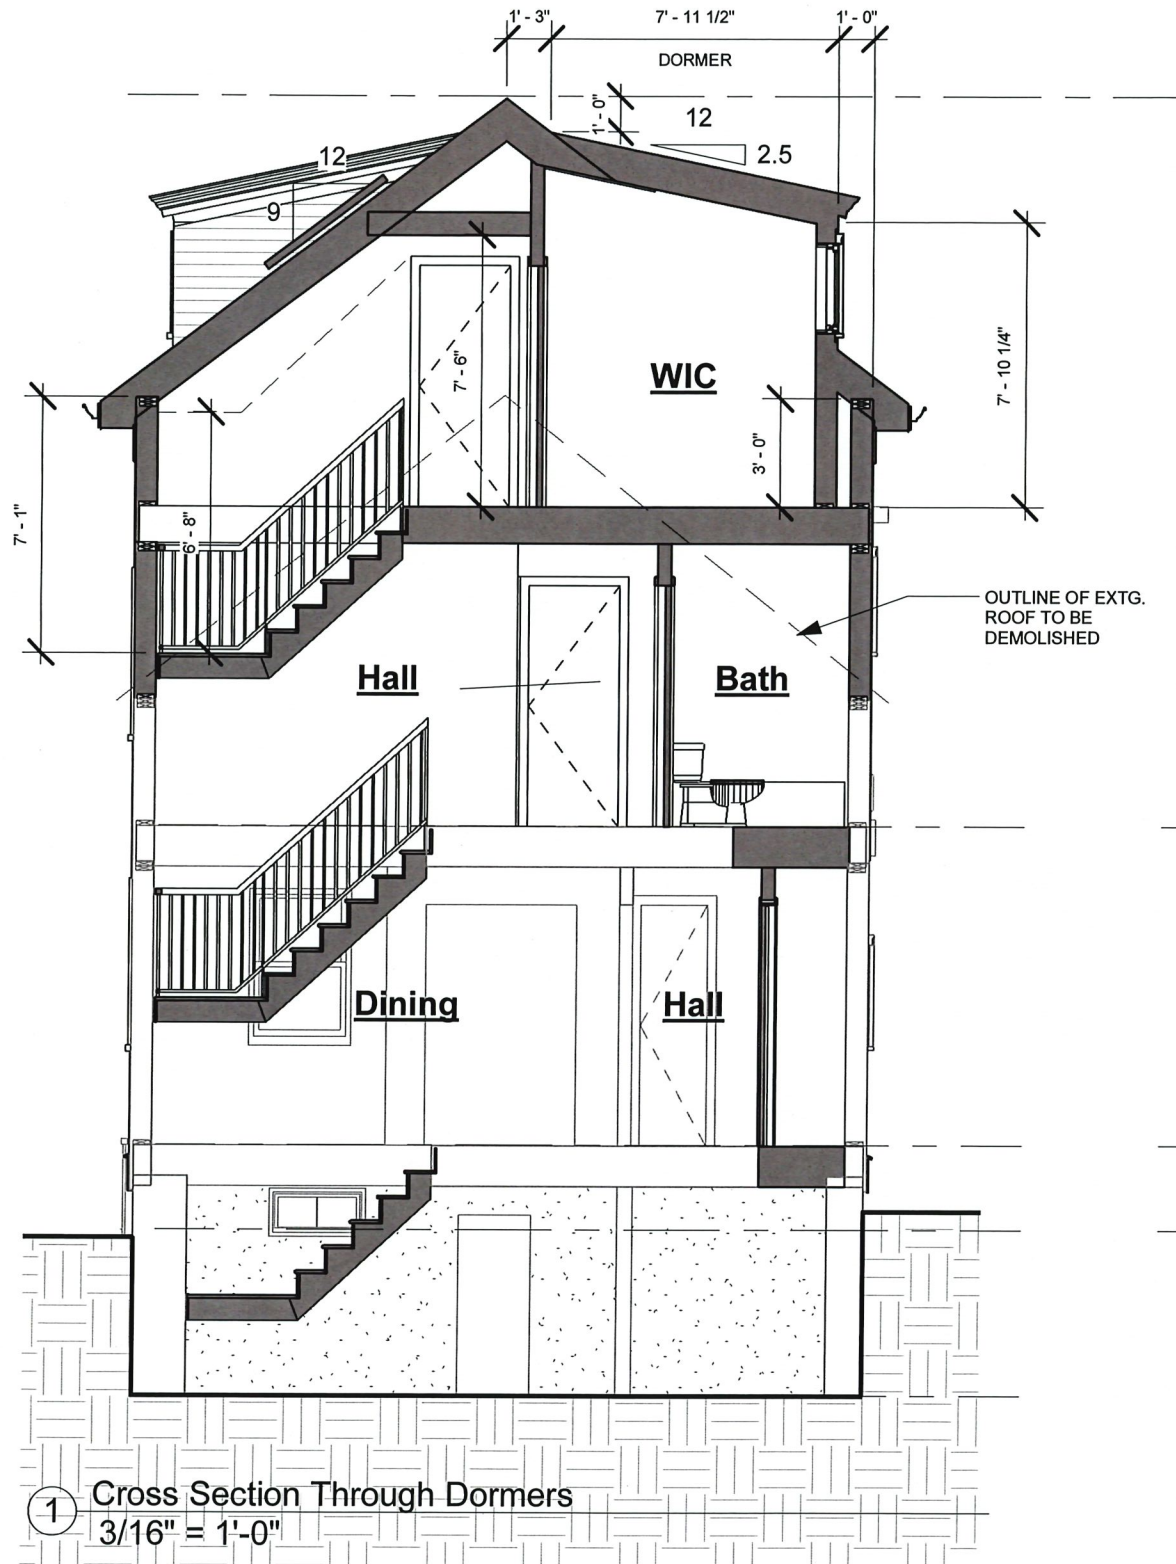 1' - 3"
7' - 11 1/2"
1' - 0"
DORMER
1' - 0"
12
2.5
12
9
7' - 6"
WIC
7' - 10 1/4"
3' - 0"
7' - 1"
6' - 8"
OUTLINE OF EXTG.
ROOF TO BE
DEMOLISHED
Hall
Bath
Dining
Hall
1
Cross Section Through Dormers
3/16" = 1'-0"